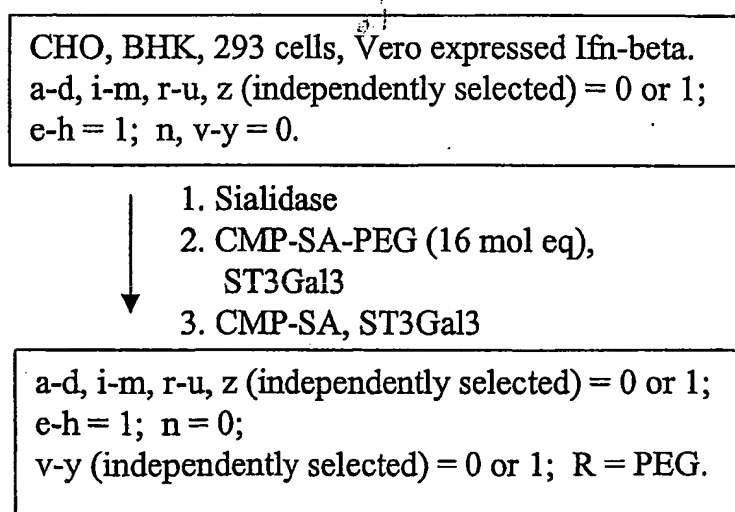 CHO, BHK, 293 cells, Vero expressed Ifn-beta.
a-d, i-m, r-u, z (independently selected) = 0 or 1;
e-h = 1; n, v-y = 0.
1. Sialidase
2. CMP-SA-PEG (16 mol eq),
ST3Gal3
3. CMP-SA, ST3Gal3
a-d, i-m, r-u, z (independently selected) = 0 or 1;
e-h = 1; n = 0;
v-y (independently selected) = 0 or 1; R = PEG.